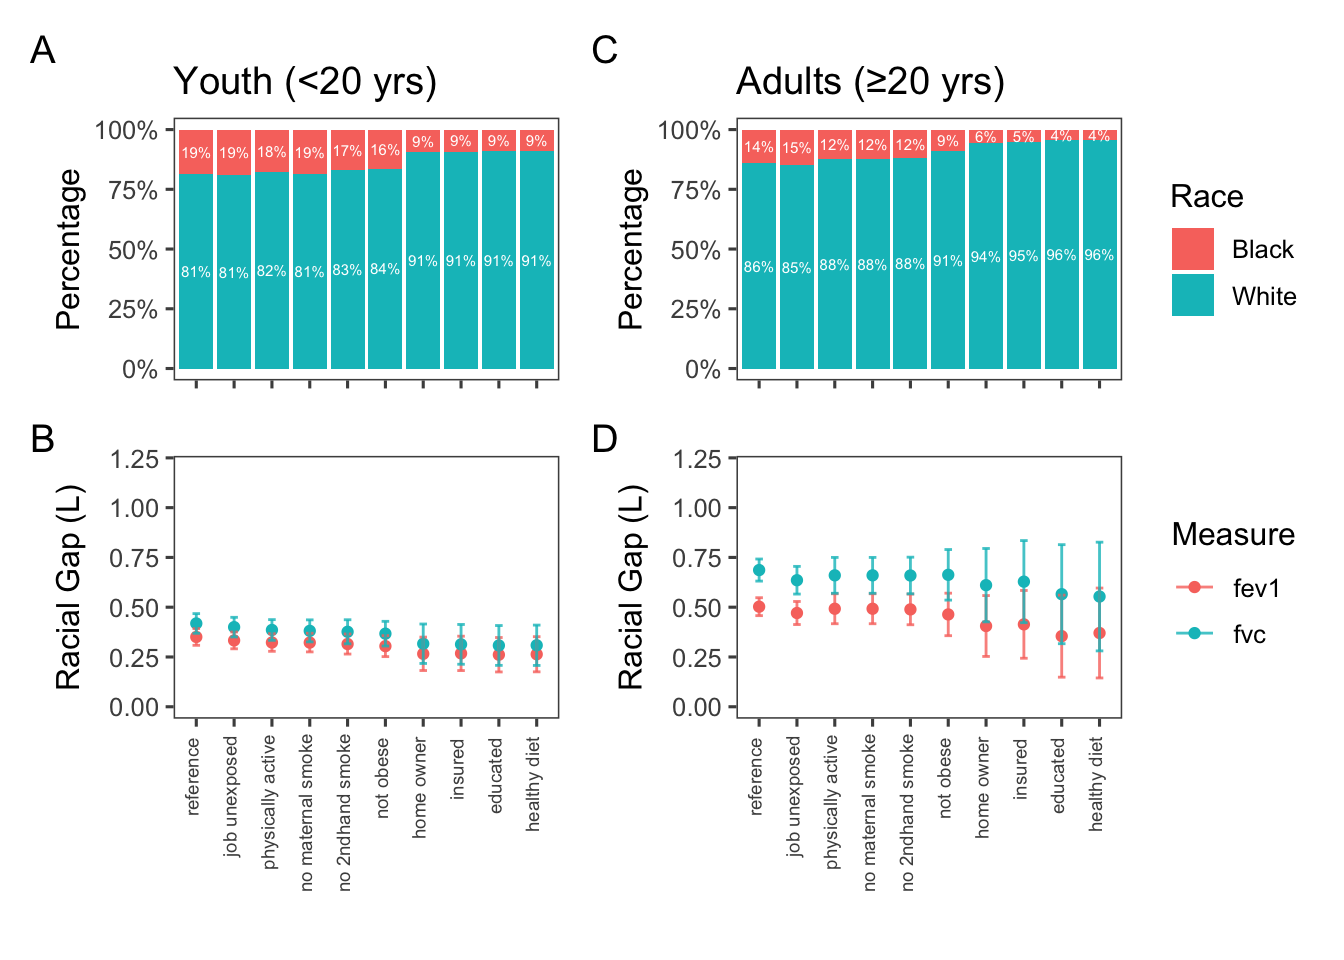 A
Youth (<20 yrs)
Percentage
100%
75%
50%
25%
0%
19% 19% 18% 19% 17% 16% 9% 9% 9% 9%
81% 81% 82% 81% 83% 84% 91% 91% 91% 91%
C
Adults (≥20 yrs)
Percentage
100%
75%
50%
25%
0%
14% 15% 12% 12% 12% 9% 6% 5% 4% 4%
86% 85% 88% 88% 88% 91% 94% 95% 96% 96%
Race
Black
White
B
Racial Gap (L)
1.25
1.00
0.75
0.50
0.25
0.00
reference
job unexposed
physically active
no maternal smoke
no 2ndhand smoke
not obese
home owner
insured
educated
healthy diet
D
Racial Gap (L)
1.25
1.00
0.75
0.50
0.25
0.00
reference
job unexposed
physically active
no maternal smoke
no 2ndhand smoke
not obese
home owner
insured
educated
healthy diet
Measure
fev1
fvc